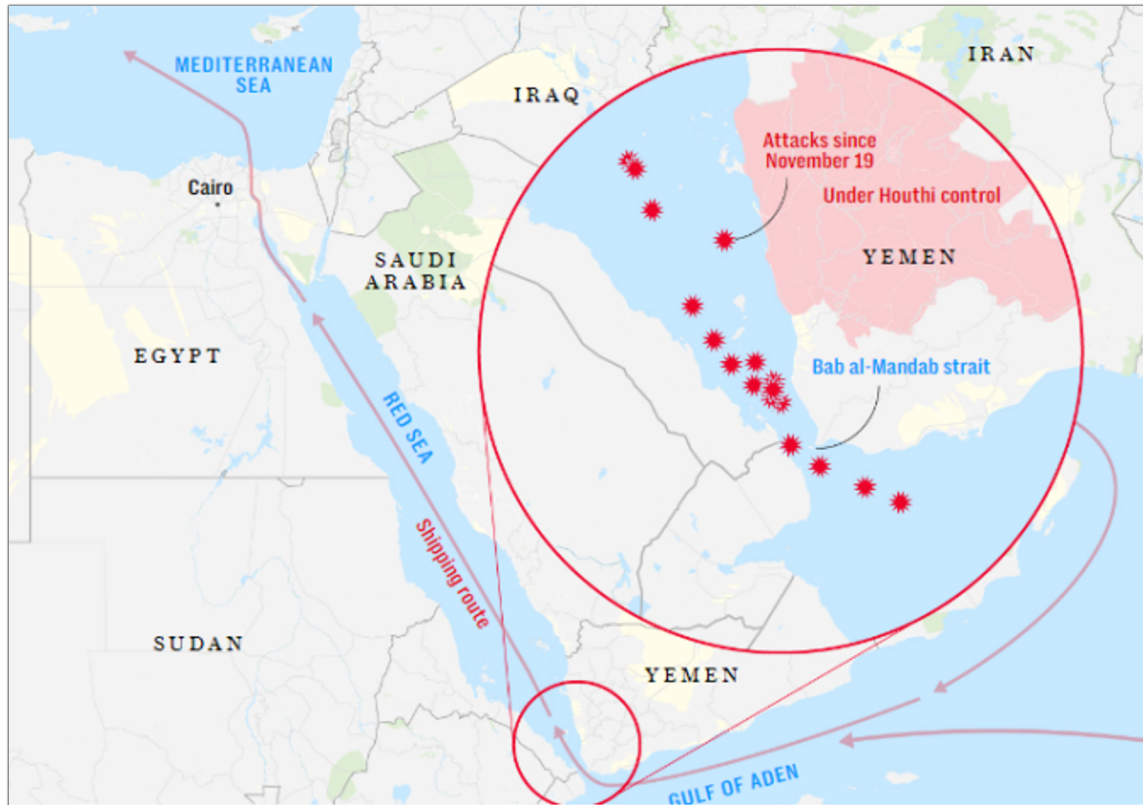 MEDITERRANEAN
SEA
IRAQ
IRAN
Attacks since
November 19
Cairo
Under Houthi control
SAUDI
ARABIA
YEMEN
EGYPT
Bab al-Mandab strait
RED SEA
Shipping route
SUDAN
YEMEN
GULF OF ADEN